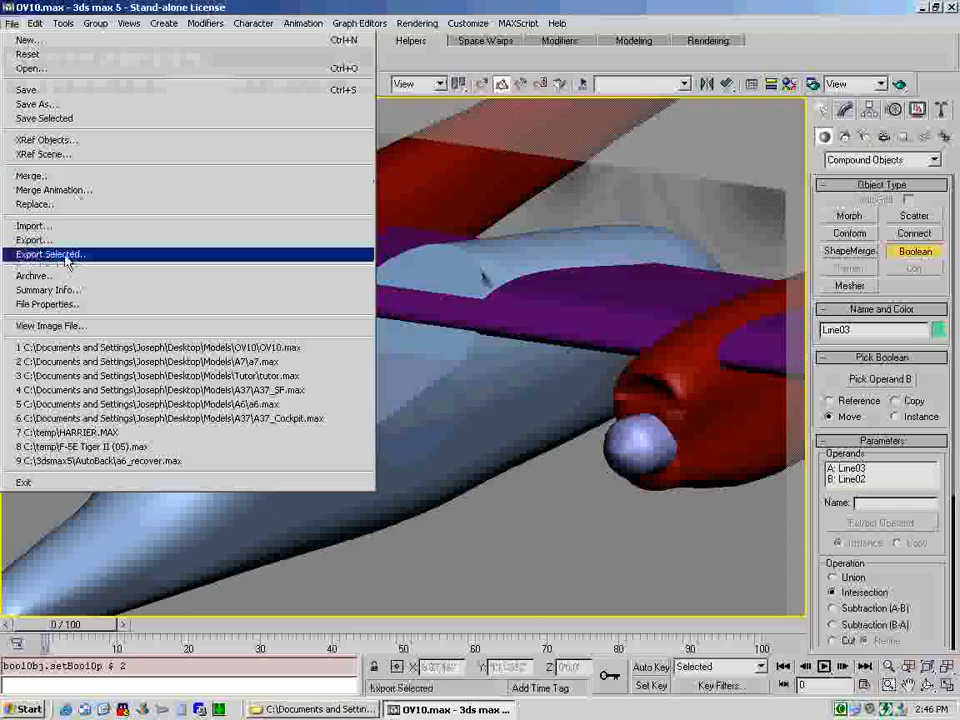 OV10.max - 3ds max 5 - Stand-alone License
File Edit Tools Group Views Create Modifiers Character Animation Graph Editors Rendering Customize MAXScript Help
Helpers Space Warps Modifiers Modeling Rendering
New... Ctrl+N
Reset
Open... Ctrl+O
Save Ctrl+S
Save As...
Save Selected
XRef Objects...
XRef Scene...
Merge...
Merge Animation...
Replace...
Import...
Export...
Export Selected...
Archive...
Summary Info...
File Properties...
View Image File...
1 C:\Documents and Settings\Joseph\Desktop\Models\OV10\OV10.max
2 C:\Documents and Settings\Joseph\Desktop\Models\A7\a7.max
3 C:\Documents and Settings\Joseph\Desktop\Models\Tutor\tutor.max
4 C:\Documents and Settings\Joseph\Desktop\Models\A37\A37_SF.max
5 C:\Documents and Settings\Joseph\Desktop\Models\A6\a6.max
6 C:\Documents and Settings\Joseph\Desktop\Models\A37\A37_Cockpit.max
7 C:\temp\HARRIER.MAX
8 C:\temp\F-5E Tiger II (05).max
9 C:\3dsmax5\AutoBack\a6_recover.max
Exit
View
View
Compound Objects
Object Type
Morph Scatter
Conform Connect
ShapeMerge Boolean
Mesher
Name and Color
Line03
Pick Boolean
Pick Operand B
Reference Copy
Move Instance
Parameters
Operands
A: Line03
B: Line02
Name:
Extract Operand
Instance Copy
Operation
Union
Intersection
Subtraction (A-B)
Subtraction (B-A)
Cut Refine
0 / 100
10 20 30 40 50 60 70 80 90 100
boolObj.setBoolOp $ 2
X: Y: Z:
Auto Key Selected
Export Selected Add Time Tag Set Key Key Filters... 0
Start C:\Documents and Settin... OV10.max - 3ds max ... 2:46 PM